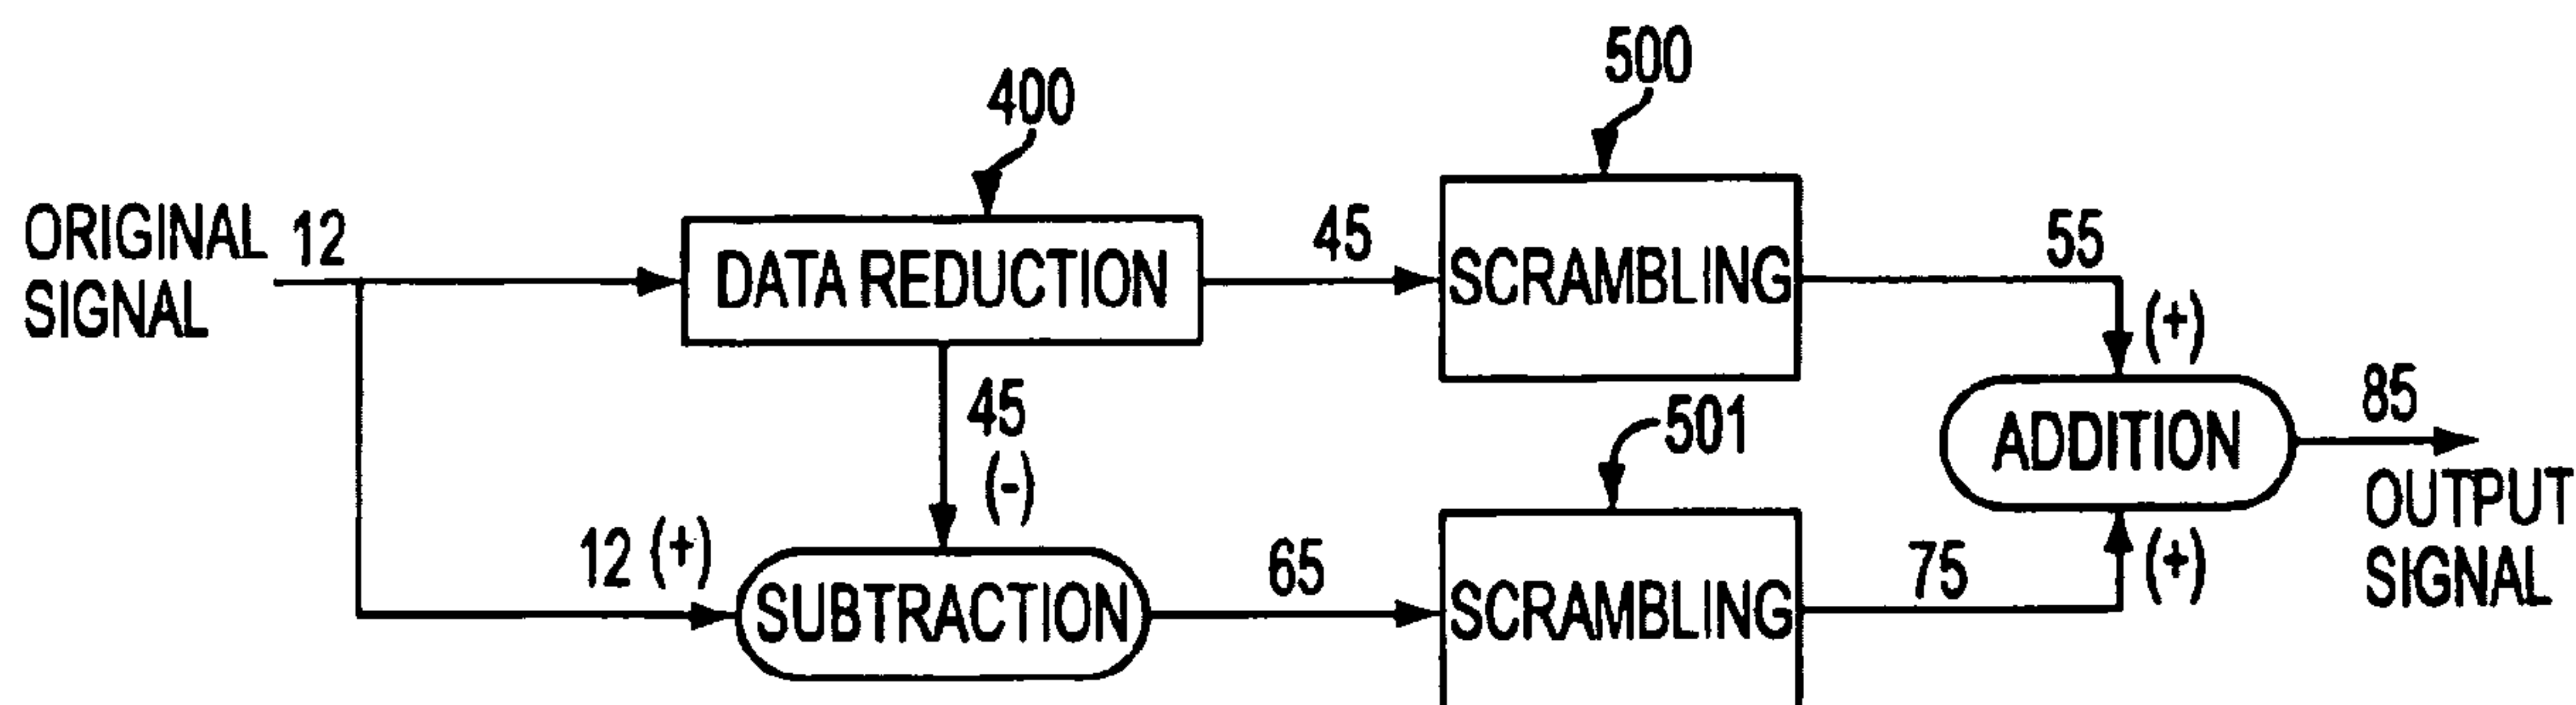 500
400
ORIGINAL
SIGNAL
12
DATA REDUCTION
45
SCRAMBLING
55
(+)
45
(-)
501
ADDITION
85
OUTPUT
SIGNAL
12 (+)
SUBTRACTION
65
SCRAMBLING
75
(+)